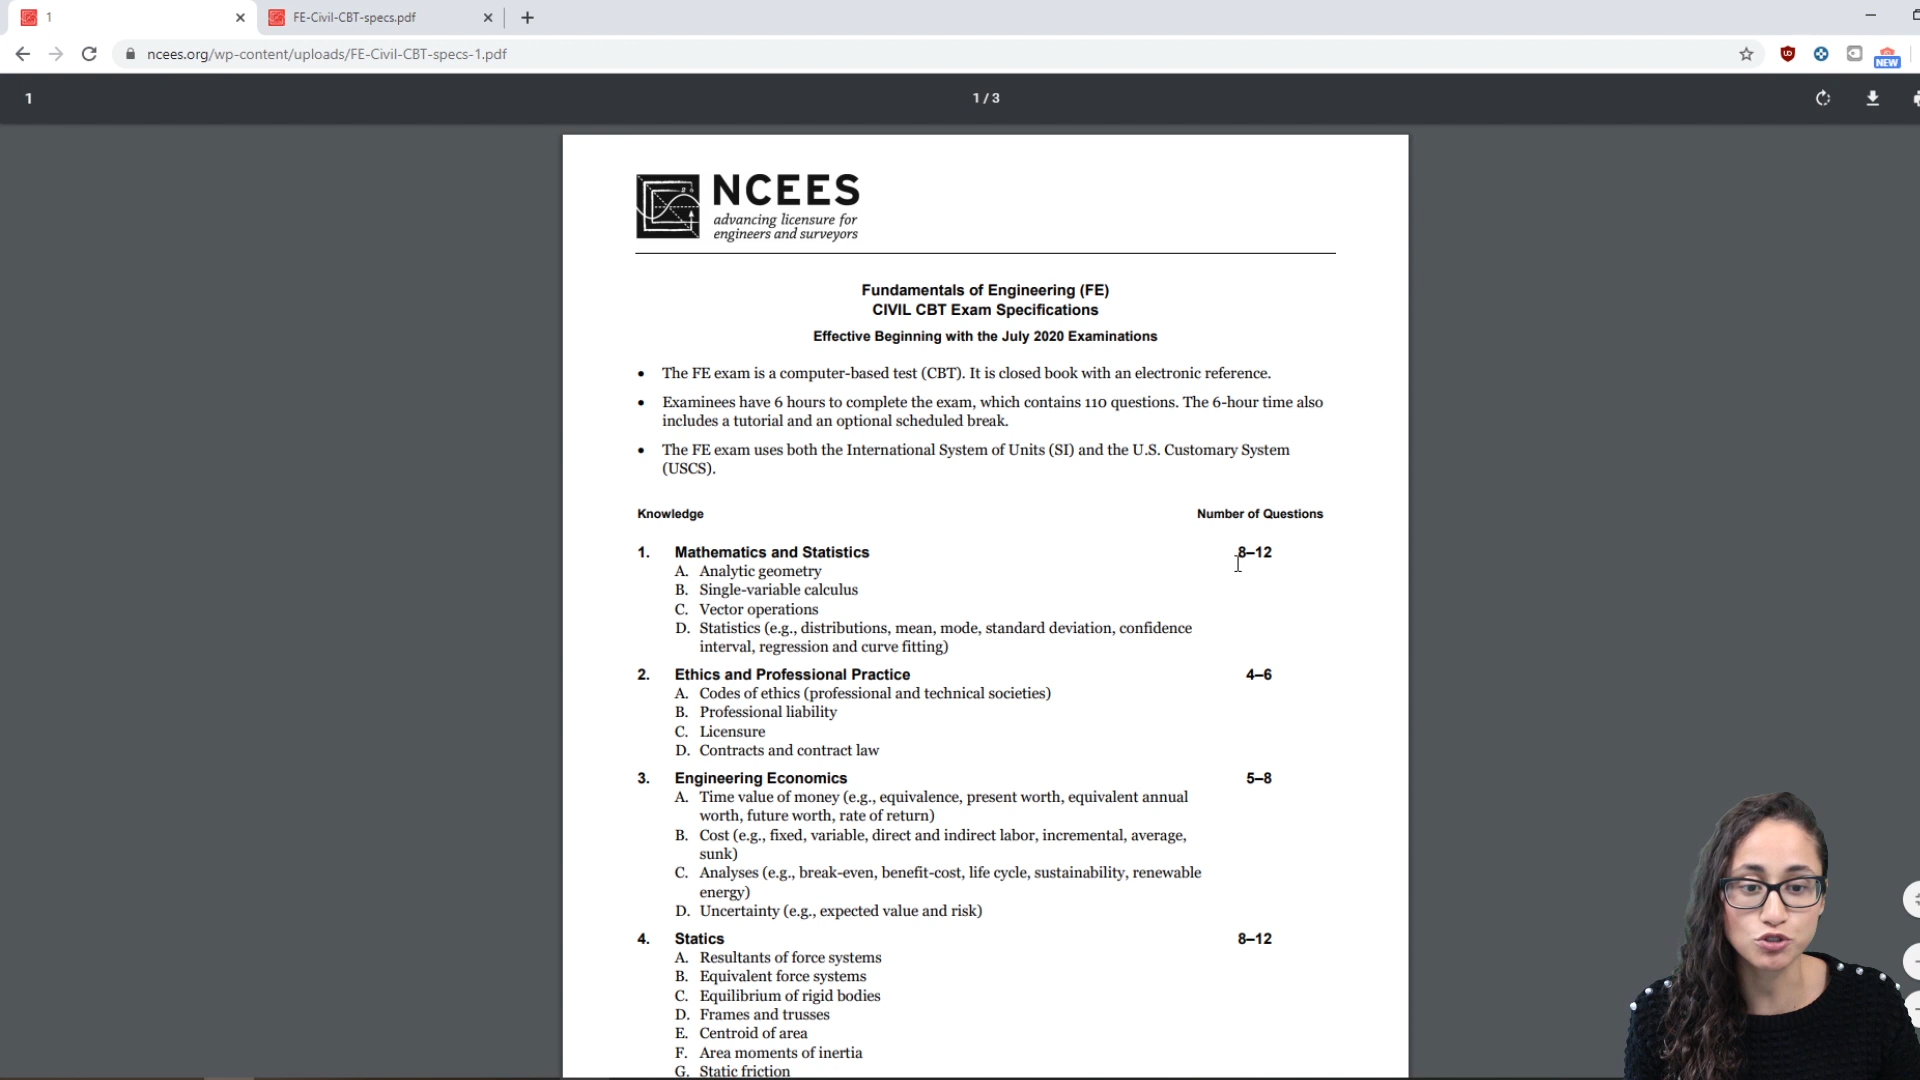 1
FE-Civil-CBT-specs.pdf
ncees.org/wp-content/uploads/FE-Civil-CBT-specs-1.pdf
NEW
1
1 / 3
NCEES
advancing licensure for
engineers and surveyors
Fundamentals of Engineering (FE)
CIVIL CBT Exam Specifications
Effective Beginning with the July 2020 Examinations
• The FE exam is a computer-based test (CBT). It is closed book with an electronic reference.
• Examinees have 6 hours to complete the exam, which contains 110 questions. The 6-hour time also
includes a tutorial and an optional scheduled break.
• The FE exam uses both the International System of Units (SI) and the U.S. Customary System
(USCS).
Knowledge Number of Questions
1. Mathematics and Statistics 8–12
A. Analytic geometry
B. Single-variable calculus
C. Vector operations
D. Statistics (e.g., distributions, mean, mode, standard deviation, confidence
interval, regression and curve fitting)
2. Ethics and Professional Practice 4–6
A. Codes of ethics (professional and technical societies)
B. Professional liability
C. Licensure
D. Contracts and contract law
3. Engineering Economics 5–8
A. Time value of money (e.g., equivalence, present worth, equivalent annual
worth, future worth, rate of return)
B. Cost (e.g., fixed, variable, direct and indirect labor, incremental, average,
sunk)
C. Analyses (e.g., break-even, benefit-cost, life cycle, sustainability, renewable
energy)
D. Uncertainty (e.g., expected value and risk)
4. Statics 8–12
A. Resultants of force systems
B. Equivalent force systems
C. Equilibrium of rigid bodies
D. Frames and trusses
E. Centroid of area
F. Area moments of inertia
G. Static friction